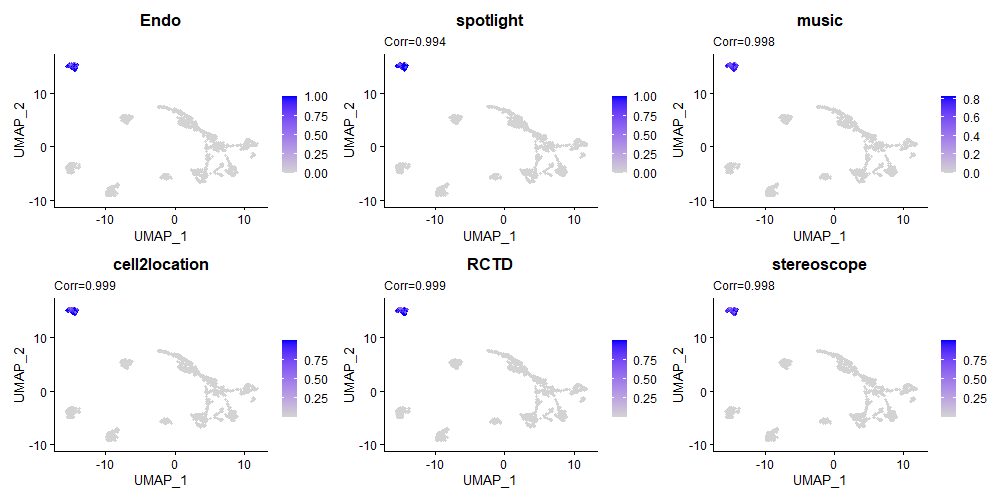 Endo
10
0
-10
UMAP_2
-10
0
10
UMAP_1
1.00
0.75
0.50
0.25
0.00
spotlight
Corr=0.994
10
0
-10
UMAP_2
-10
0
10
UMAP_1
1.00
0.75
0.50
0.25
0.00
music
Corr=0.998
10
0
-10
UMAP_2
-10
0
10
UMAP_1
0.8
0.6
0.4
0.2
0.0
cell2location
Corr=0.999
10
0
-10
UMAP_2
-10
0
10
UMAP_1
0.75
0.50
0.25
RCTD
Corr=0.999
10
0
-10
UMAP_2
-10
0
10
UMAP_1
0.75
0.50
0.25
stereoscope
Corr=0.998
10
0
-10
UMAP_2
-10
0
10
UMAP_1
0.75
0.50
0.25